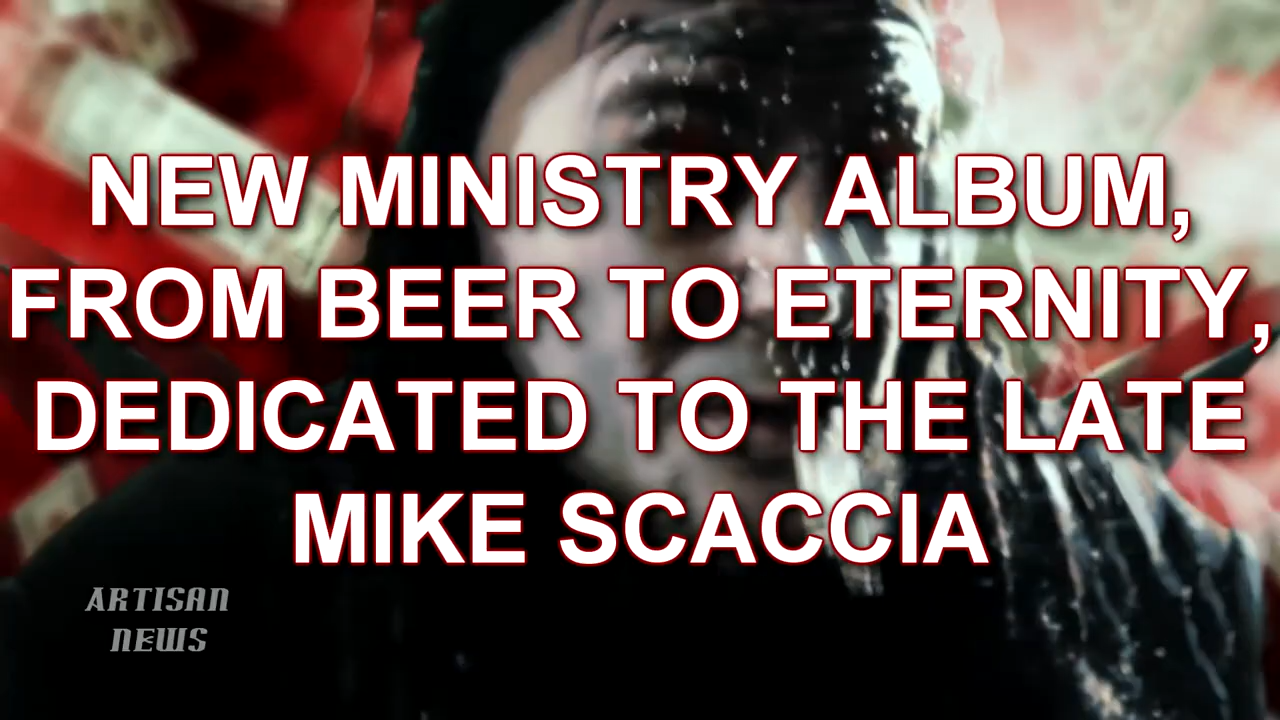 NEW MINISTRY ALBUM,
FROM BEER TO ETERNITY,
DEDICATED TO THE LATE
MIKE SCACCIA
ARTISAN
NEWS